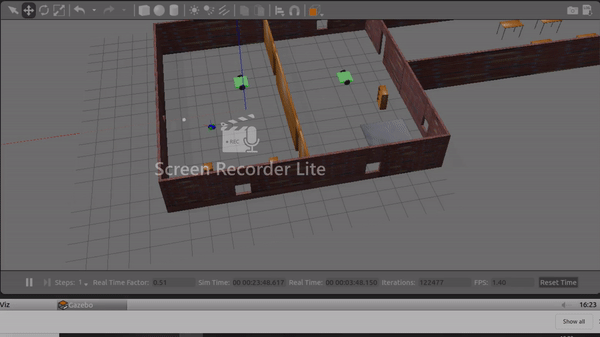 REC
Screen Recorder Lite
Steps: 1 Real Time Factor: 0.51 Sim Time: 00 00:23:48.617 Real Time: 00 00:03:48.150 Iterations: 122477 FPS: 1.40 Reset Time
Viz Gazebo 16:23
Show all